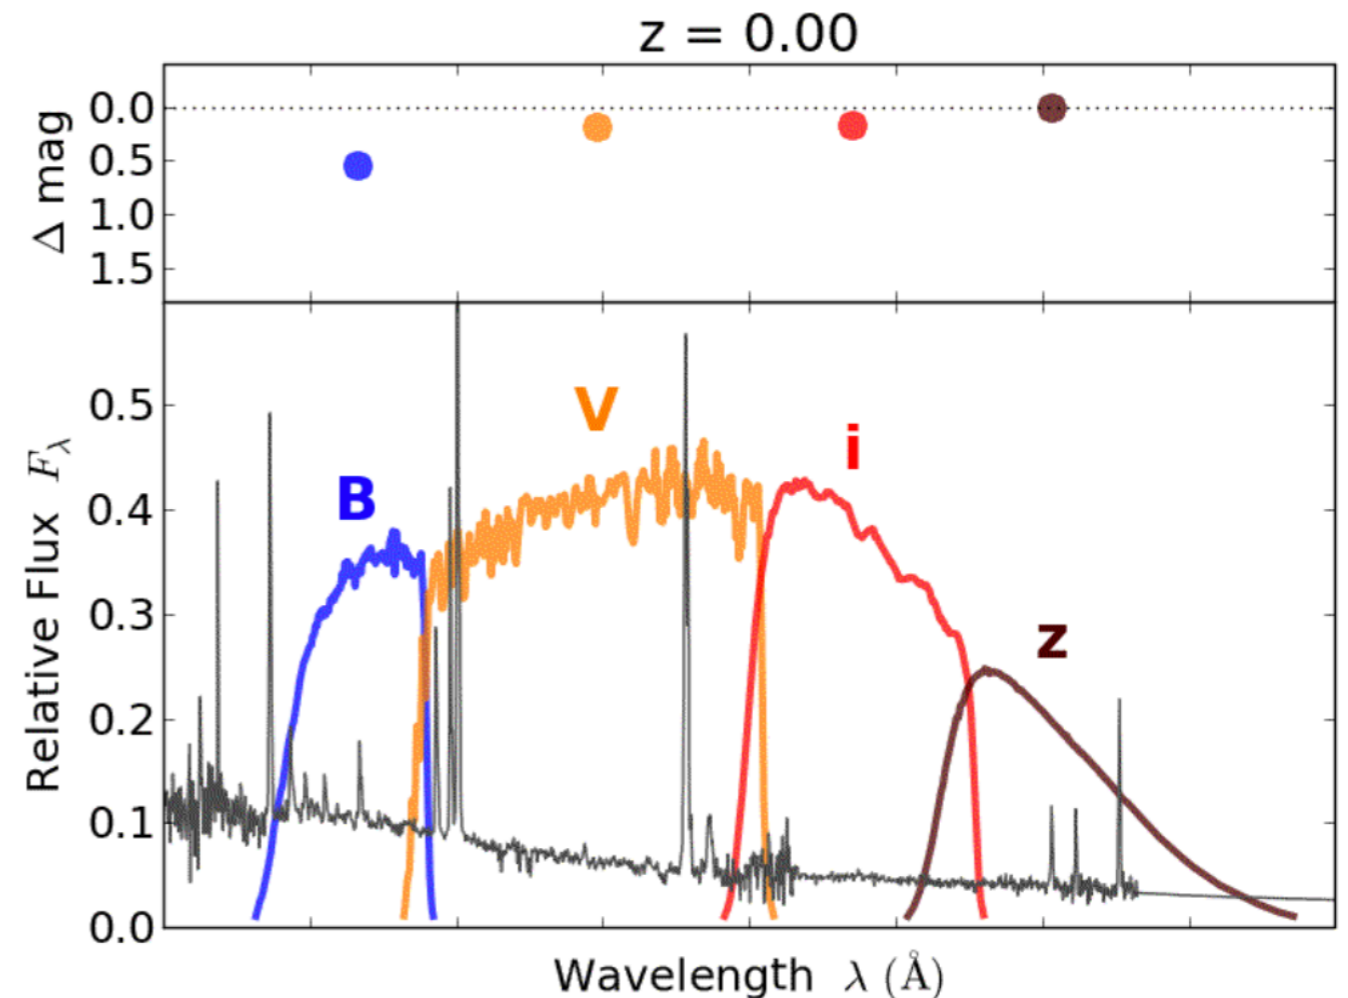 z = 0.00
Δ mag
0.0
0.5
1.0
1.5
Relative Flux Fλ
0.5
0.4
0.3
0.2
0.1
0.0
B
V
i
z
Wavelength λ (Å)